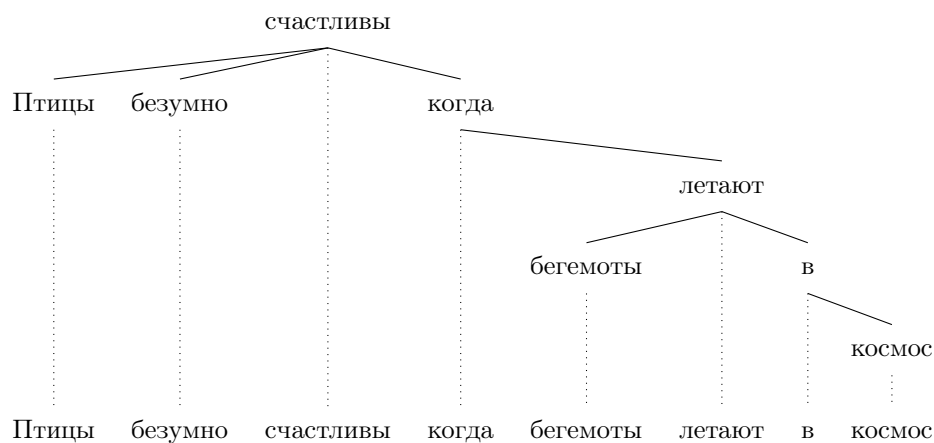 счастливы
Птицы безумно когда
летают
бегемоты в
космос
Птицы безумно счастливы когда бегемоты летают в космос